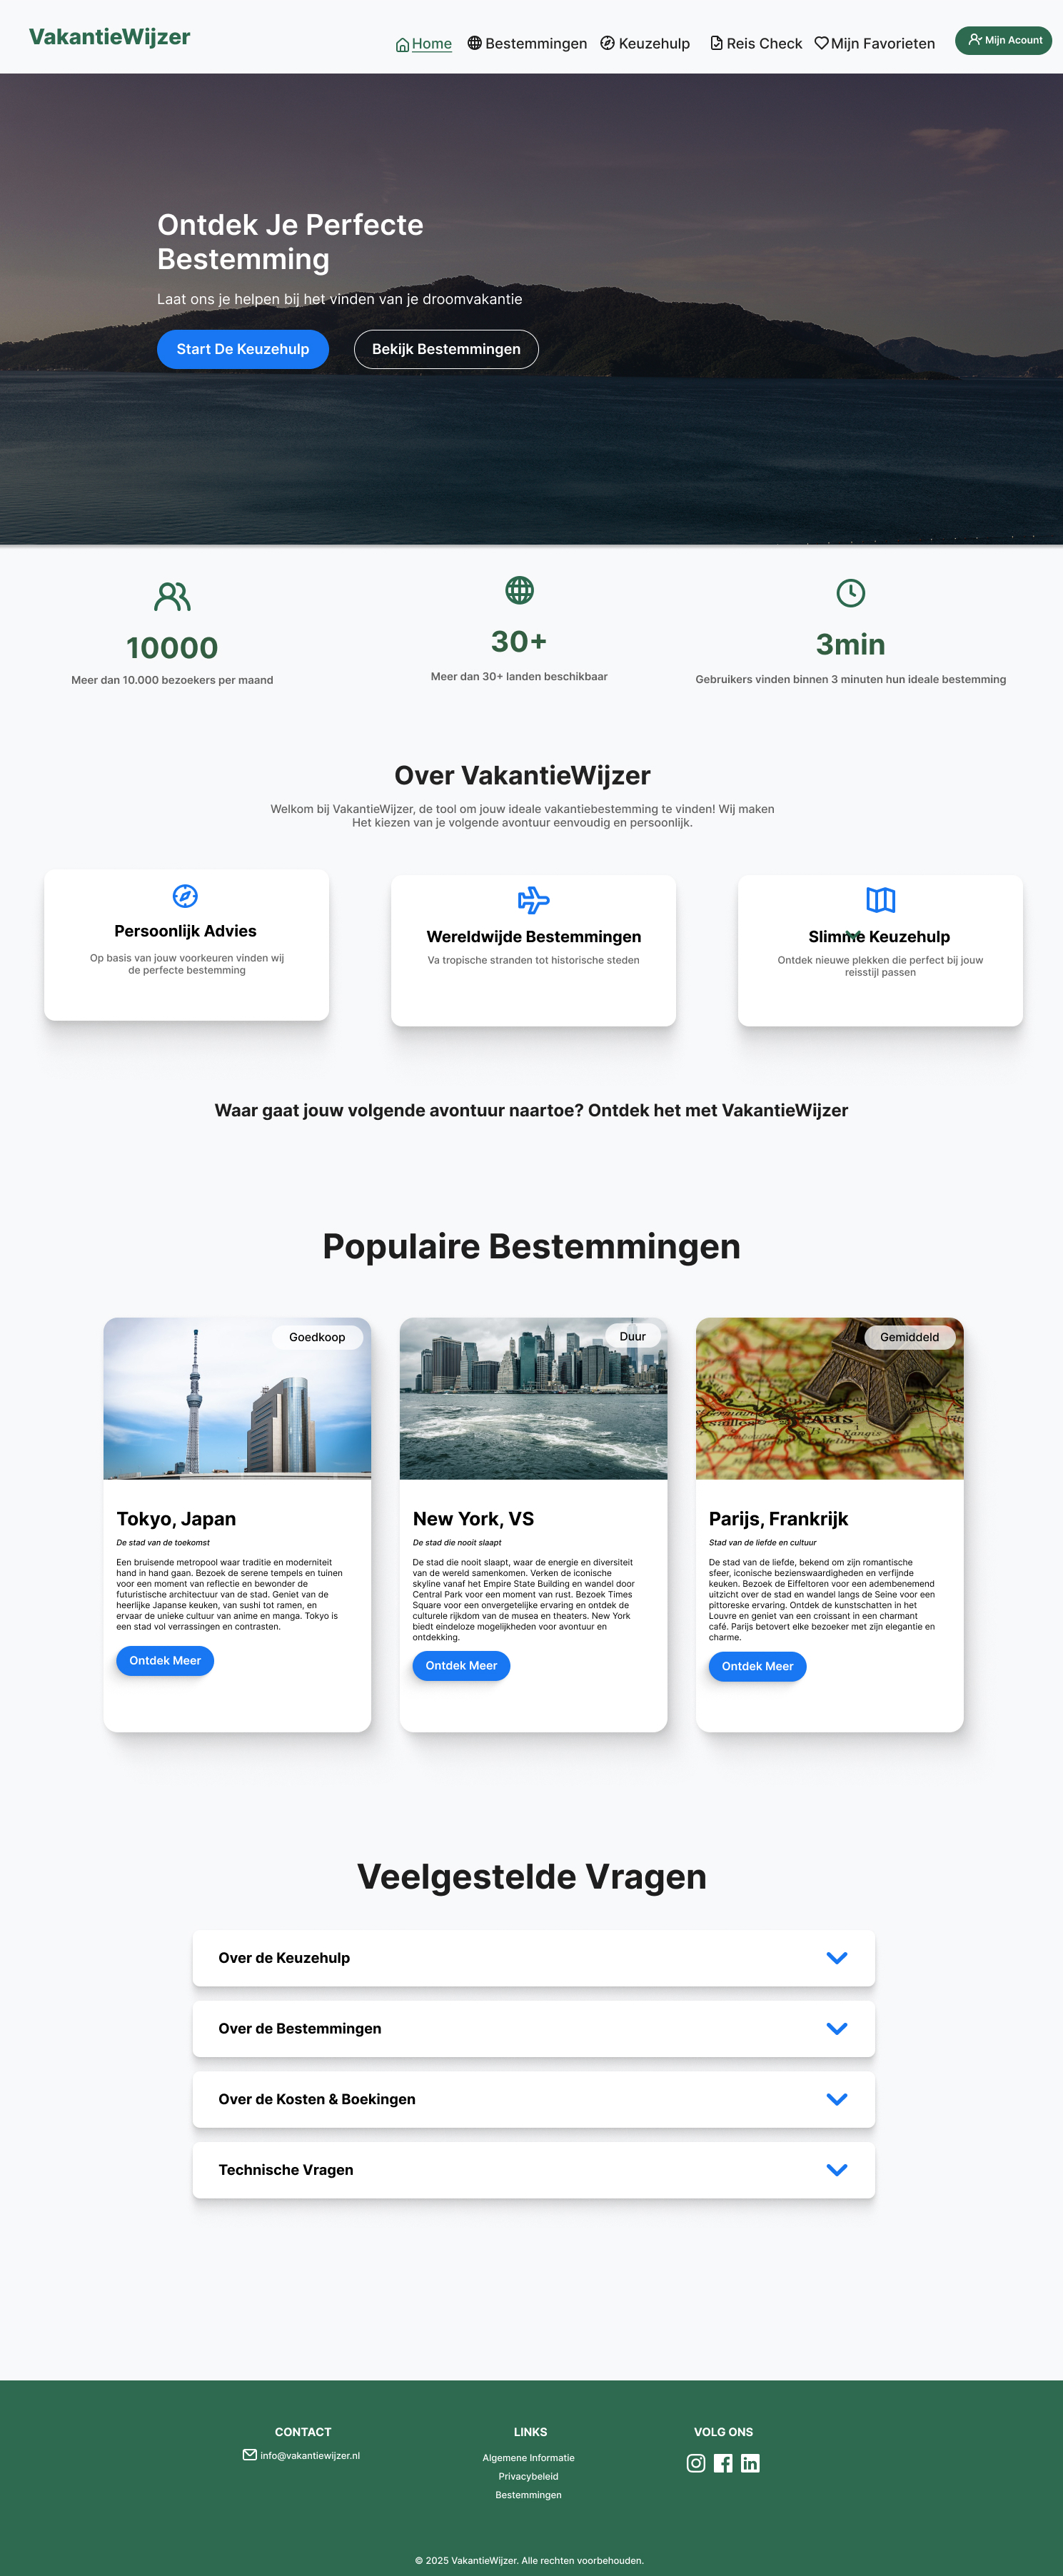 VakantieWijzer
Home Bestemmingen Keuzehulp Reis Check Mijn Favorieten Mijn Acount
Ontdek Je Perfecte
Bestemming
Laat ons je helpen bij het vinden van je droomvakantie
Start De Keuzehulp
Bekijk Bestemmingen
10000
Meer dan 10.000 bezoekers per maand
30+
Meer dan 30+ landen beschikbaar
3min
Gebruikers vinden binnen 3 minuten hun ideale bestemming
Over VakantieWijzer
Welkom bij VakantieWijzer, de tool om jouw ideale vakantiebestemming te vinden! Wij maken
Het kiezen van je volgende avontuur eenvoudig en persoonlijk.
Persoonlijk Advies
Op basis van jouw voorkeuren vinden wij
de perfecte bestemming
Wereldwijde Bestemmingen
Va tropische stranden tot historische steden
Slimme Keuzehulp
Ontdek nieuwe plekken die perfect bij jouw
reisstijl passen
Waar gaat jouw volgende avontuur naartoe? Ontdek het met VakantieWijzer
Populaire Bestemmingen
Goedkoop
Tokyo, Japan
De stad van de toekomst
Een bruisende metropool waar traditie en moderniteit
hand in hand gaan. Bezoek de serene tempels en tuinen
voor een moment van reflectie en bewonder de
futuristische architectuur van de stad. Geniet van de
heerlijke Japanse keuken, van sushi tot ramen, en
ervaar de unieke cultuur van anime en manga. Tokyo is
een stad vol verrassingen en contrasten.
Ontdek Meer
Duur
New York, VS
De stad die nooit slaapt
De stad die nooit slaapt, waar de energie en diversiteit
van de wereld samenkomen. Verken de iconische
skyline vanaf het Empire State Building en wandel door
Central Park voor een moment van rust. Bezoek Times
Square voor een onvergetelijke ervaring en ontdek de
culturele rijkdom van de musea en theaters. New York
biedt eindeloze mogelijkheden voor avontuur en
ontdekking.
Ontdek Meer
Gemiddeld
PARIS
Parijs, Frankrijk
Stad van de liefde en cultuur
De stad van de liefde, bekend om zijn romantische
sfeer, iconische bezienswaardigheden en verfijnde
keuken. Bezoek de Eiffeltoren voor een adembenemend
uitzicht over de stad en wandel langs de Seine voor een
pittoreske ervaring. Ontdek de kunstschatten in het
Louvre en geniet van een croissant in een charmant
café. Parijs betovert elke bezoeker met zijn elegantie en
charme.
Ontdek Meer
Veelgestelde Vragen
Over de Keuzehulp
Over de Bestemmingen
Over de Kosten & Boekingen
Technische Vragen
CONTACT
info@vakantiewijzer.nl
LINKS
Algemene Informatie
Privacybeleid
Bestemmingen
VOLG ONS
© 2025 VakantieWijzer. Alle rechten voorbehouden.